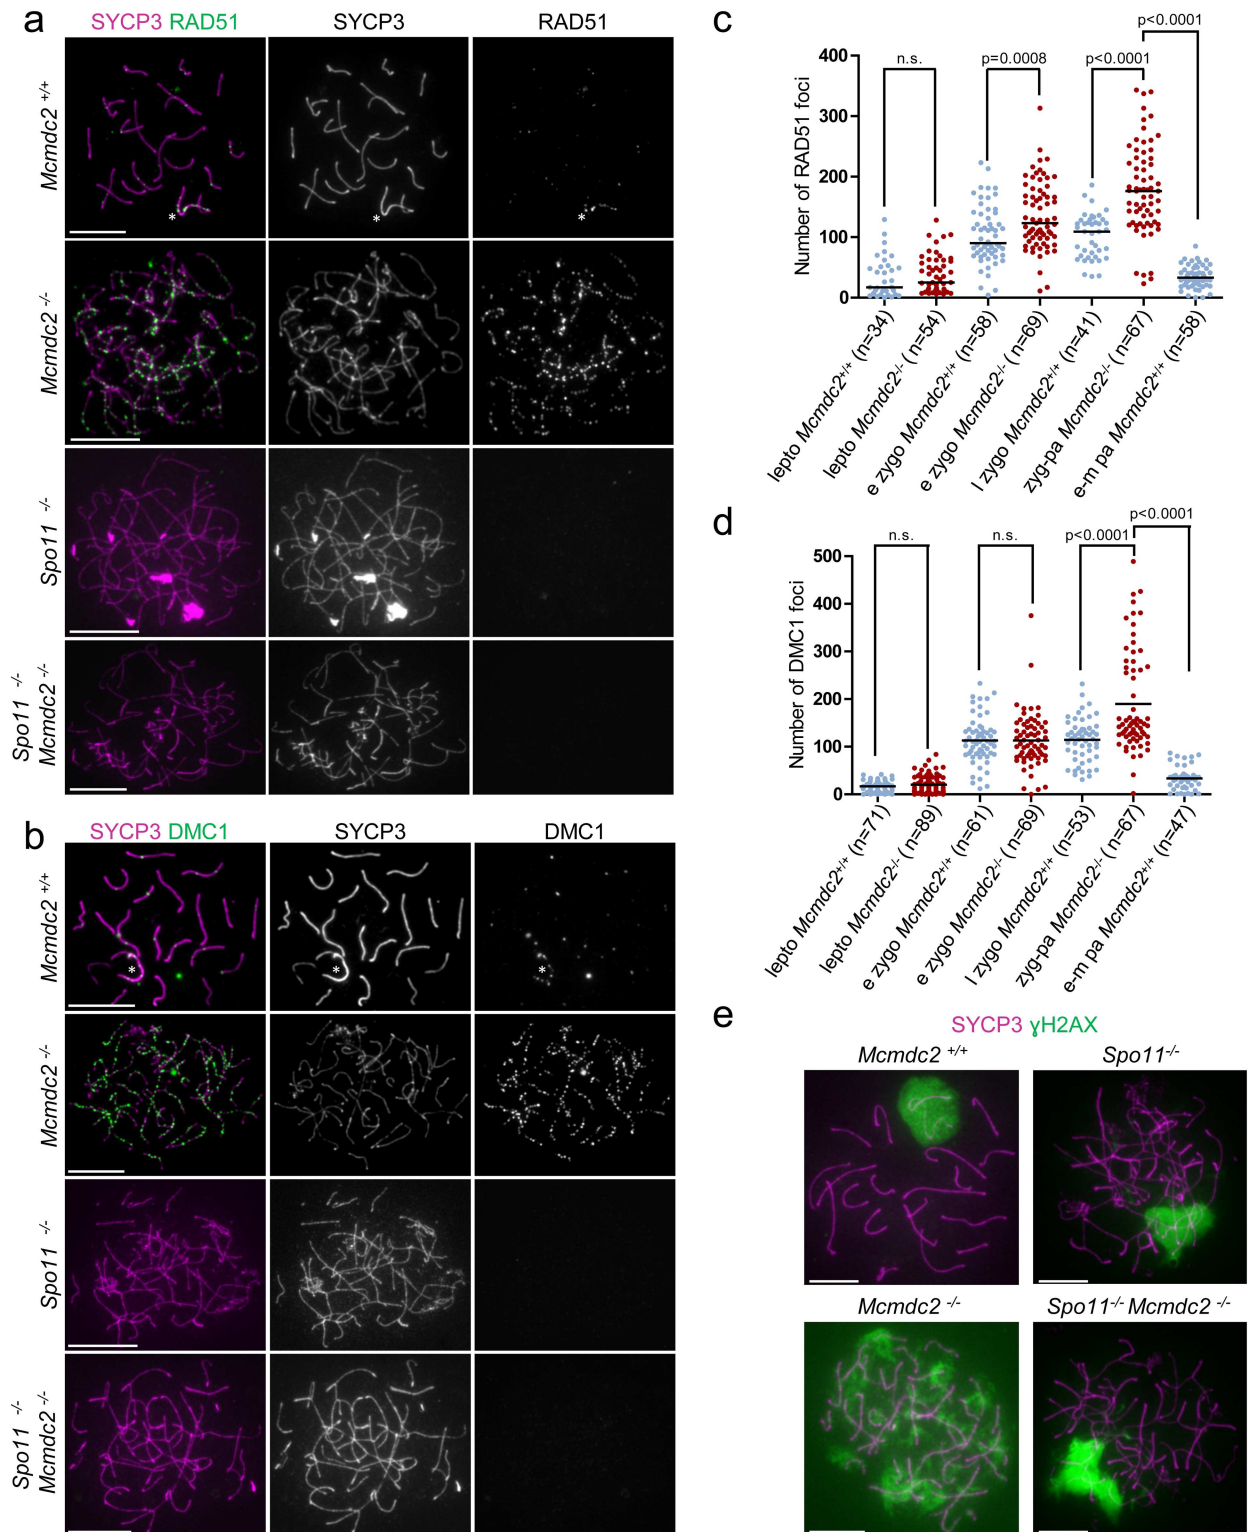 a
SYCP3 RAD51
SYCP3
RAD51
Mcmdc2 +/+
*
*
*
Mcmdc2 -/-
Spo11 -/-
Spo11 -/-
Mcmdc2 -/-
b
SYCP3 DMC1
SYCP3
DMC1
Mcmdc2 +/+
*
*
*
Mcmdc2 -/-
Spo11 -/-
Spo11 -/-
Mcmdc2 -/-
c
p<0.0001
n.s.
p=0.0008
p<0.0001
Number of RAD51 foci
400
300
200
100
0
lepto Mcmdc2+/+ (n=34)
lepto Mcmdc2-/- (n=54)
e zygo Mcmdc2+/+ (n=58)
e zygo Mcmdc2-/- (n=69)
l zygo Mcmdc2+/+ (n=41)
zyg-pa Mcmdc2-/- (n=67)
e-m pa Mcmdc2+/+ (n=58)
d
p<0.0001
n.s.
n.s.
p<0.0001
Number of DMC1 foci
500
400
300
200
100
0
lepto Mcmdc2+/+ (n=71)
lepto Mcmdc2-/- (n=89)
e zygo Mcmdc2+/+ (n=61)
e zygo Mcmdc2-/- (n=69)
l zygo Mcmdc2+/+ (n=53)
zyg-pa Mcmdc2-/- (n=67)
e-m pa Mcmdc2+/+ (n=47)
e
SYCP3 ɣH2AX
Mcmdc2 +/+
Spo11-/-
Mcmdc2 -/-
Spo11-/- Mcmdc2 -/-